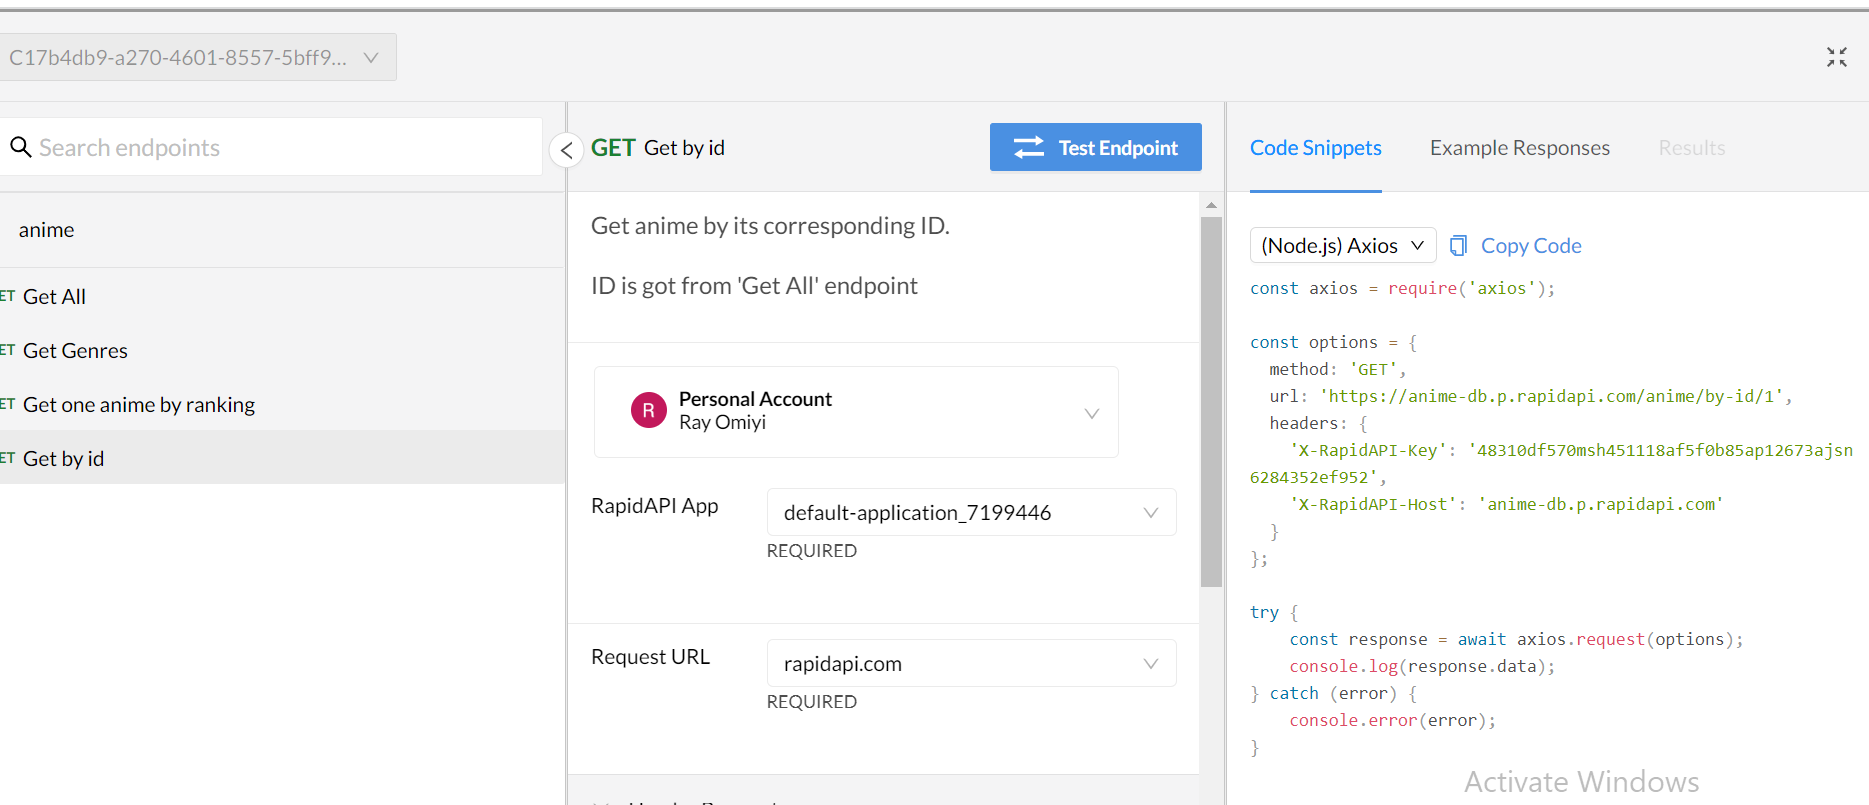 C17b4db9-a270-4601-8557-5bff9...
Search endpoints
anime
ET Get All
ET Get Genres
ET Get one anime by ranking
ET Get by id
GET Get by id
Test Endpoint
Get anime by its corresponding ID.
ID is got from 'Get All' endpoint
R
Personal Account
Ray Omiyi
RapidAPI App
default-application_7199446
REQUIRED
Request URL
rapidapi.com
REQUIRED
Code Snippets Example Responses Results
(Node.js) Axios Copy Code
const axios = require('axios');
const options = {
  method: 'GET',
  url: 'https://anime-db.p.rapidapi.com/anime/by-id/1',
  headers: {
    'X-RapidAPI-Key': '48310df570msh451118af5f0b85ap12673ajsn
6284352ef952',
    'X-RapidAPI-Host': 'anime-db.p.rapidapi.com'
  }
};
try {
    const response = await axios.request(options);
    console.log(response.data);
} catch (error) {
    console.error(error);
}
Activate Windows